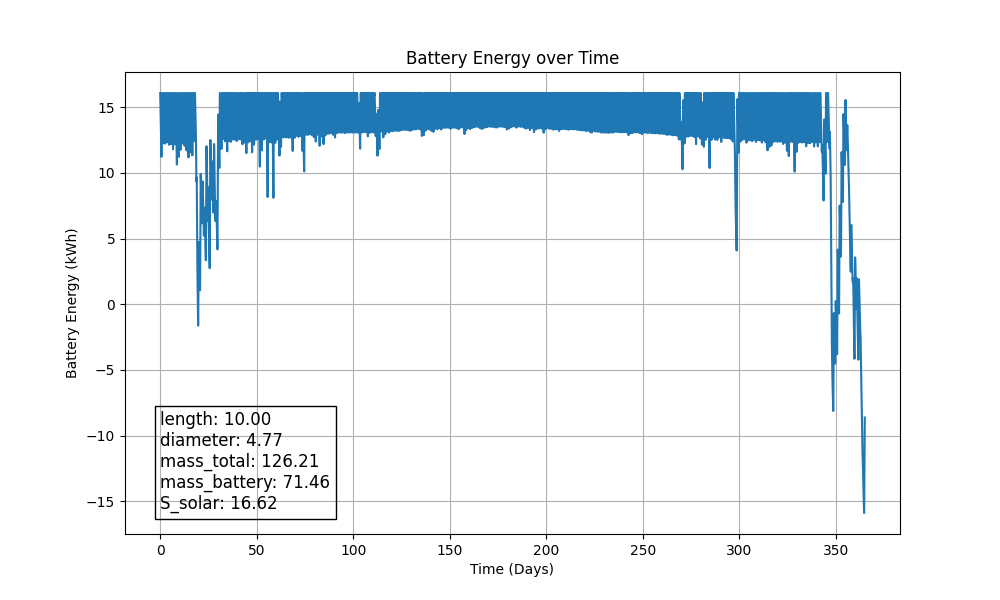 Battery Energy over Time
Battery Energy (kWh)
15
10
5
0
−5
−10
−15
length: 10.00
diameter: 4.77
mass_total: 126.21
mass_battery: 71.46
S_solar: 16.62
0 50 100 150 200 250 300 350
Time (Days)